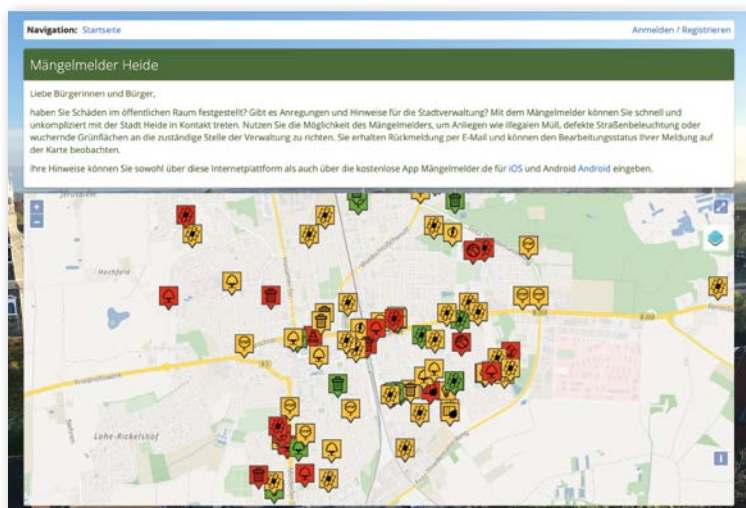 Navigation: Startseite
Anmelden / Registrieren
Mängelmelder Heide
Liebe Bürgerinnen und Bürger,
haben Sie Schäden im öffentlichen Raum festgestellt? Gibt es Anregungen und Hinweise für die Stadtverwaltung? Mit dem Mängelmelder können Sie schnell und
unkompliziert mit der Stadt Heide in Kontakt treten. Nutzen Sie die Möglichkeit des Mängelmelders, um Anliegen wie illegalen Müll, defekte Straßenbeleuchtung oder
wuchernde Grünflächen an die zuständige Stelle der Verwaltung zu richten. Sie erhalten Rückmeldung per E-Mail und können den Bearbeitungsstatus Ihrer Meldung auf
der Karte beobachten.
Ihre Hinweise können Sie sowohl über diese Internetplattform als auch über die kostenlose App Mängelmelder.de für iOS und Android Android eingeben.
+
−
Jerusalem
Hochfeld
B 203
Friedrichswerk
Lohe-Rickelshof
i